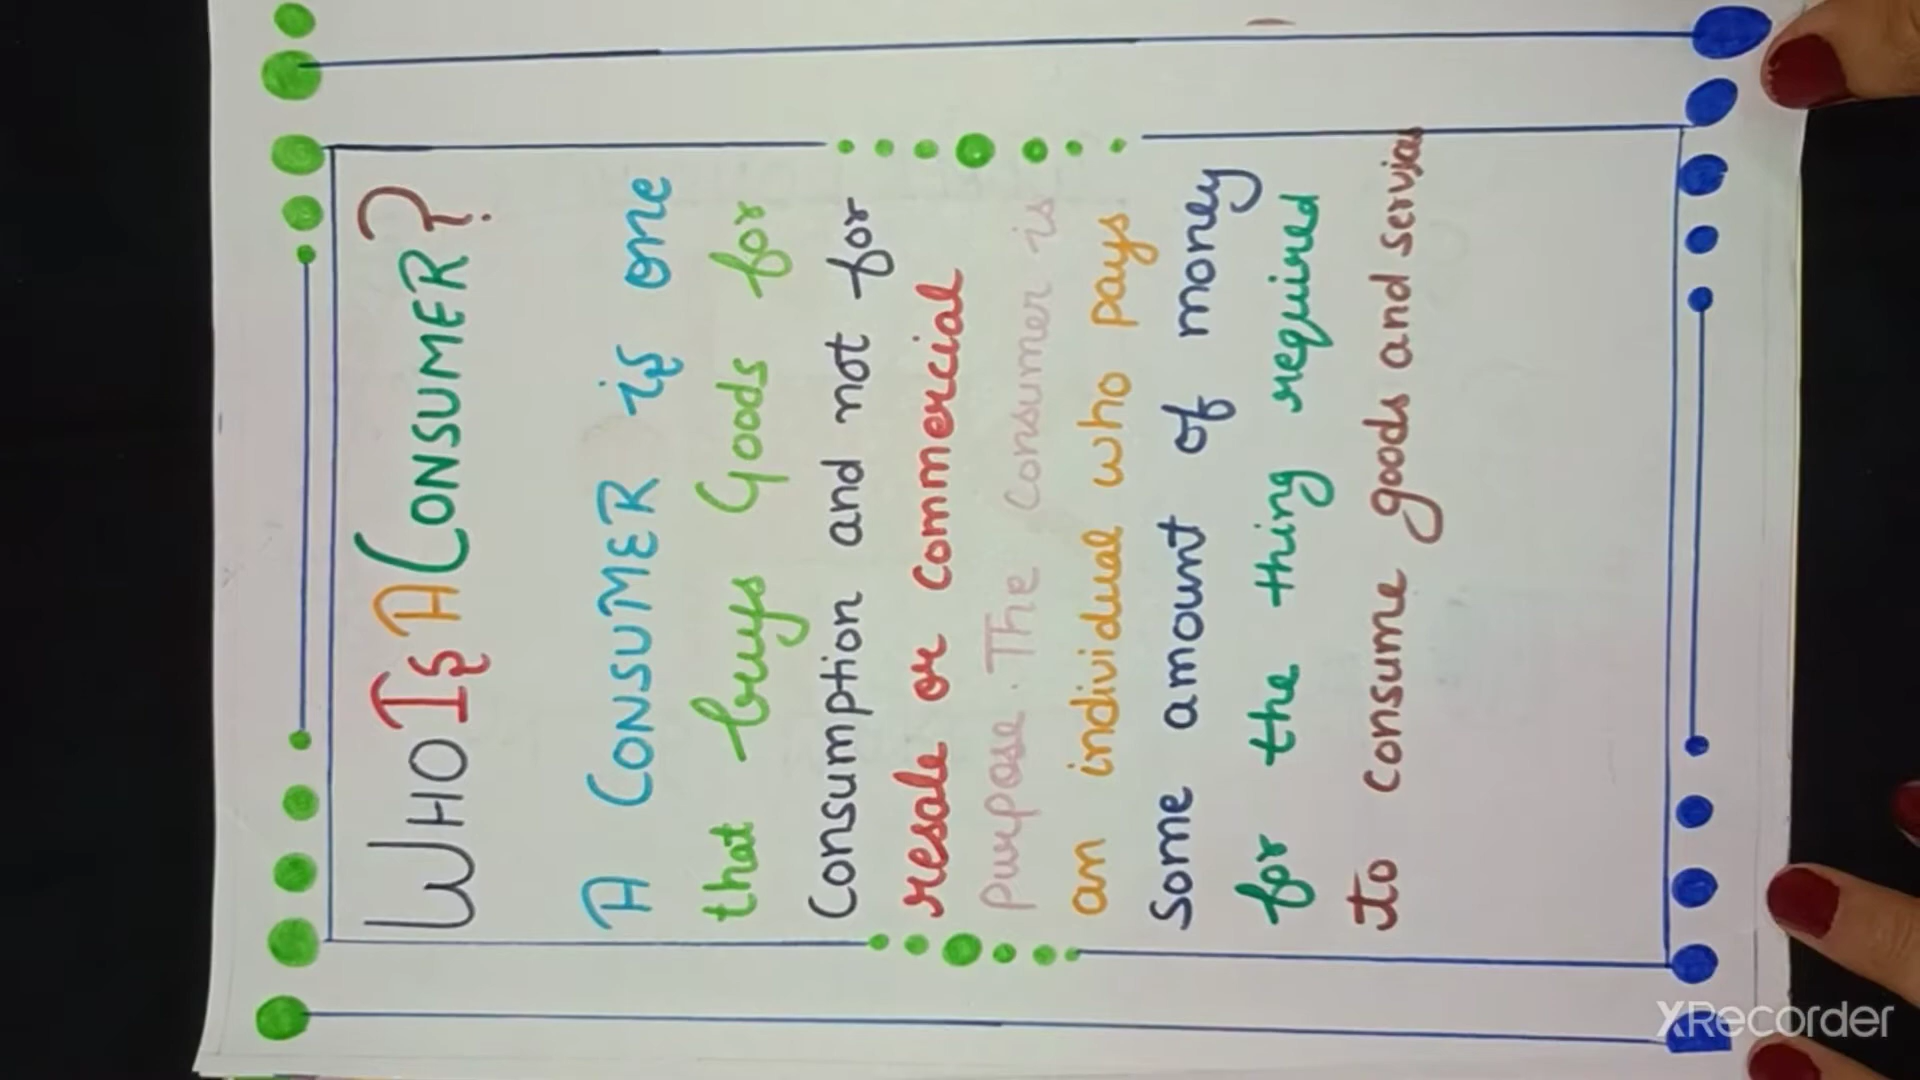 WHO IS A CONSUMER?
A CONSUMER is one
that buys Goods for
Consumption and not for
resale or commercial
purpose. The consumer is
an individual who pays
Some amount of money
for the thing required
to consume goods and services
XRecorder